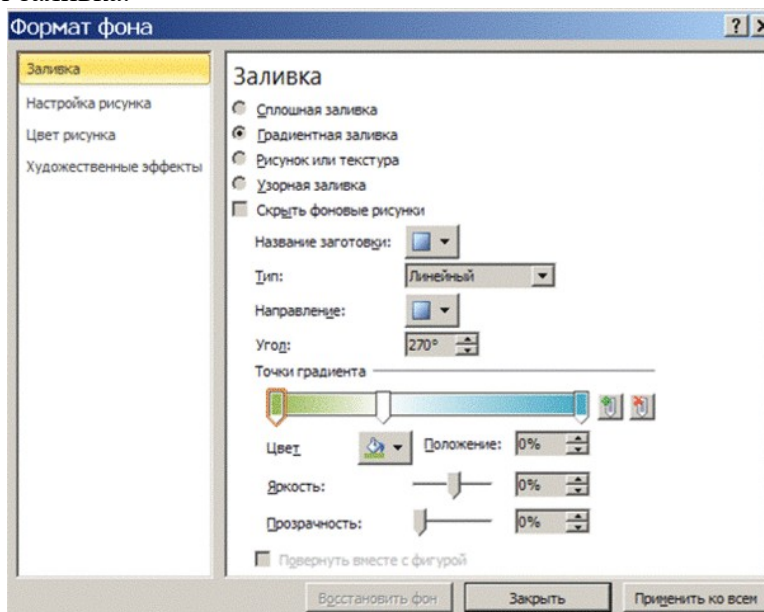 Формат фона
Заливка
Настройка рисунка
Цвет рисунка
Художественные эффекты
Заливка
Сплошная заливка
Градиентная заливка
Рисунок или текстура
Узорная заливка
Скрыть фоновые рисунки
Название заготовки:
Тип: Линейный
Направление:
Угол: 270°
Точки градиента
Цвет Положение: 0%
Яркость: 0%
Прозрачность: 0%
Повернуть вместе с фигурой
Восстановить фон Закрыть Применить ко всем